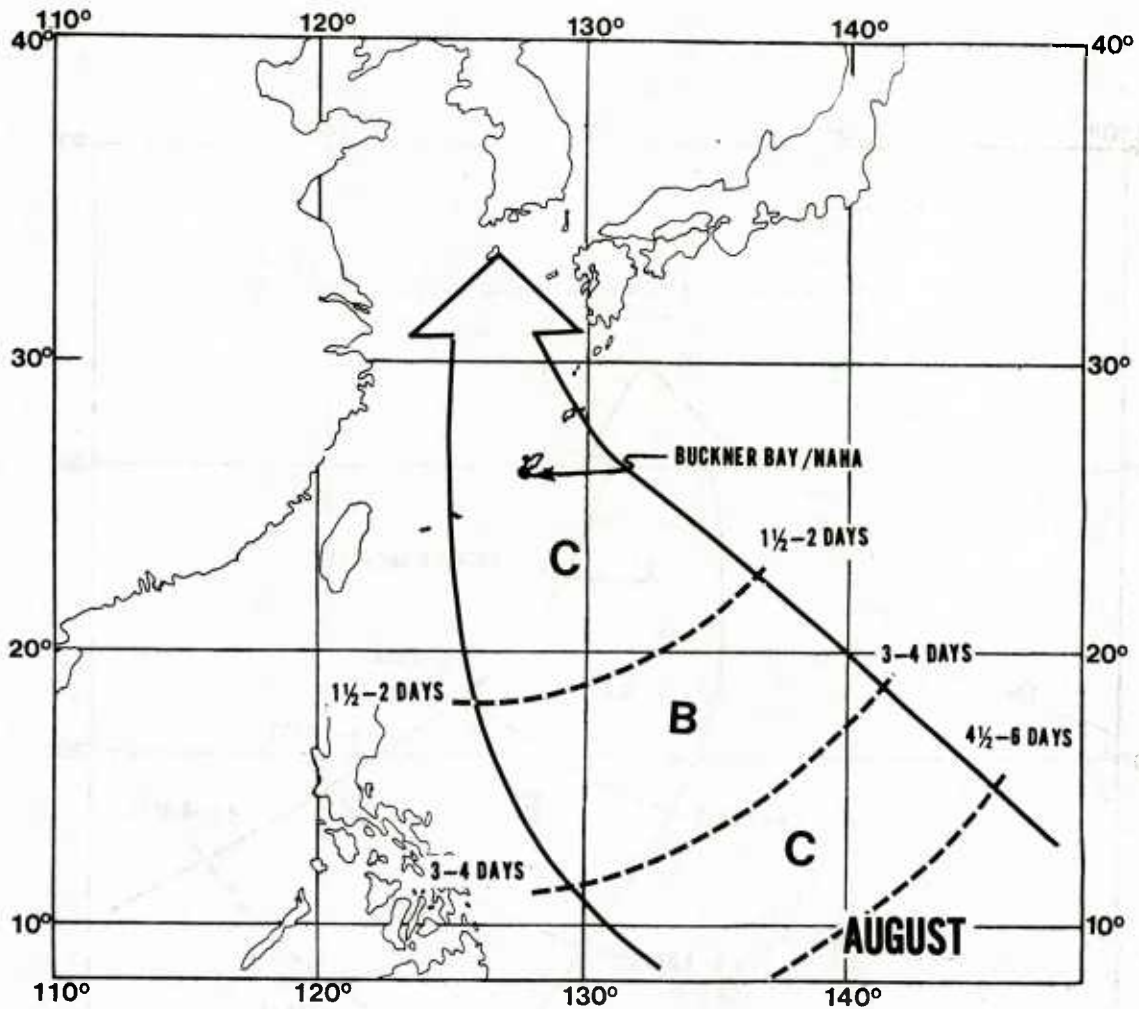 110° 120° 130° 140°
40° 40°
30° 30°
BUCKNER BAY/NAHA
1½-2 DAYS
C
20° 3-4 DAYS 20°
1½-2 DAYS
B
4½-6 DAYS
C
3-4 DAYS
10° AUGUST 10°
110° 120° 130° 140°